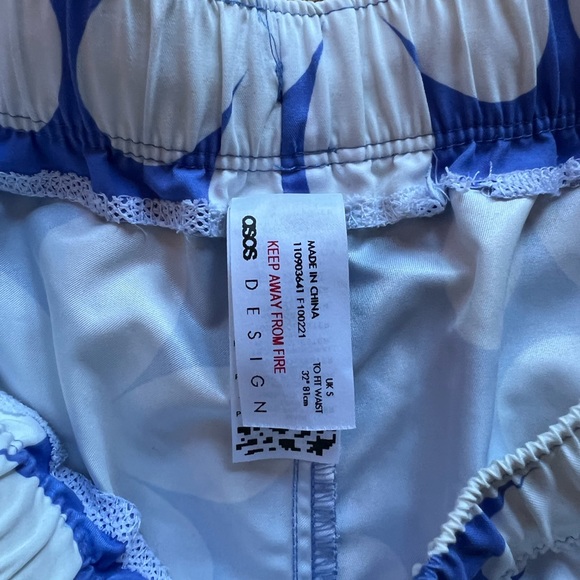 asos DESIGN
KEEP AWAY FROM FIRE
MADE IN CHINA
110903641 F100221
UK S
TO FIT WAIST
32" 81cm